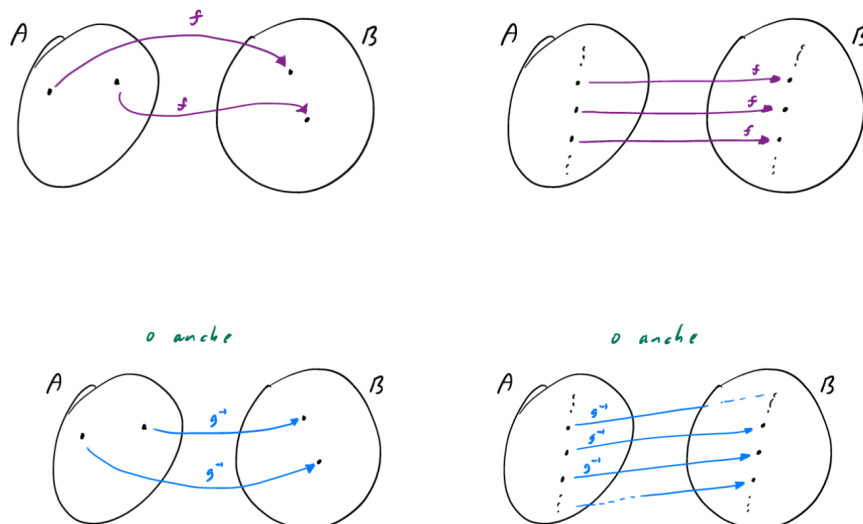 A f B A f B
f f
f
o anche o anche
A g⁻¹ B A g⁻¹ B
g⁻¹ g⁻¹
g⁻¹